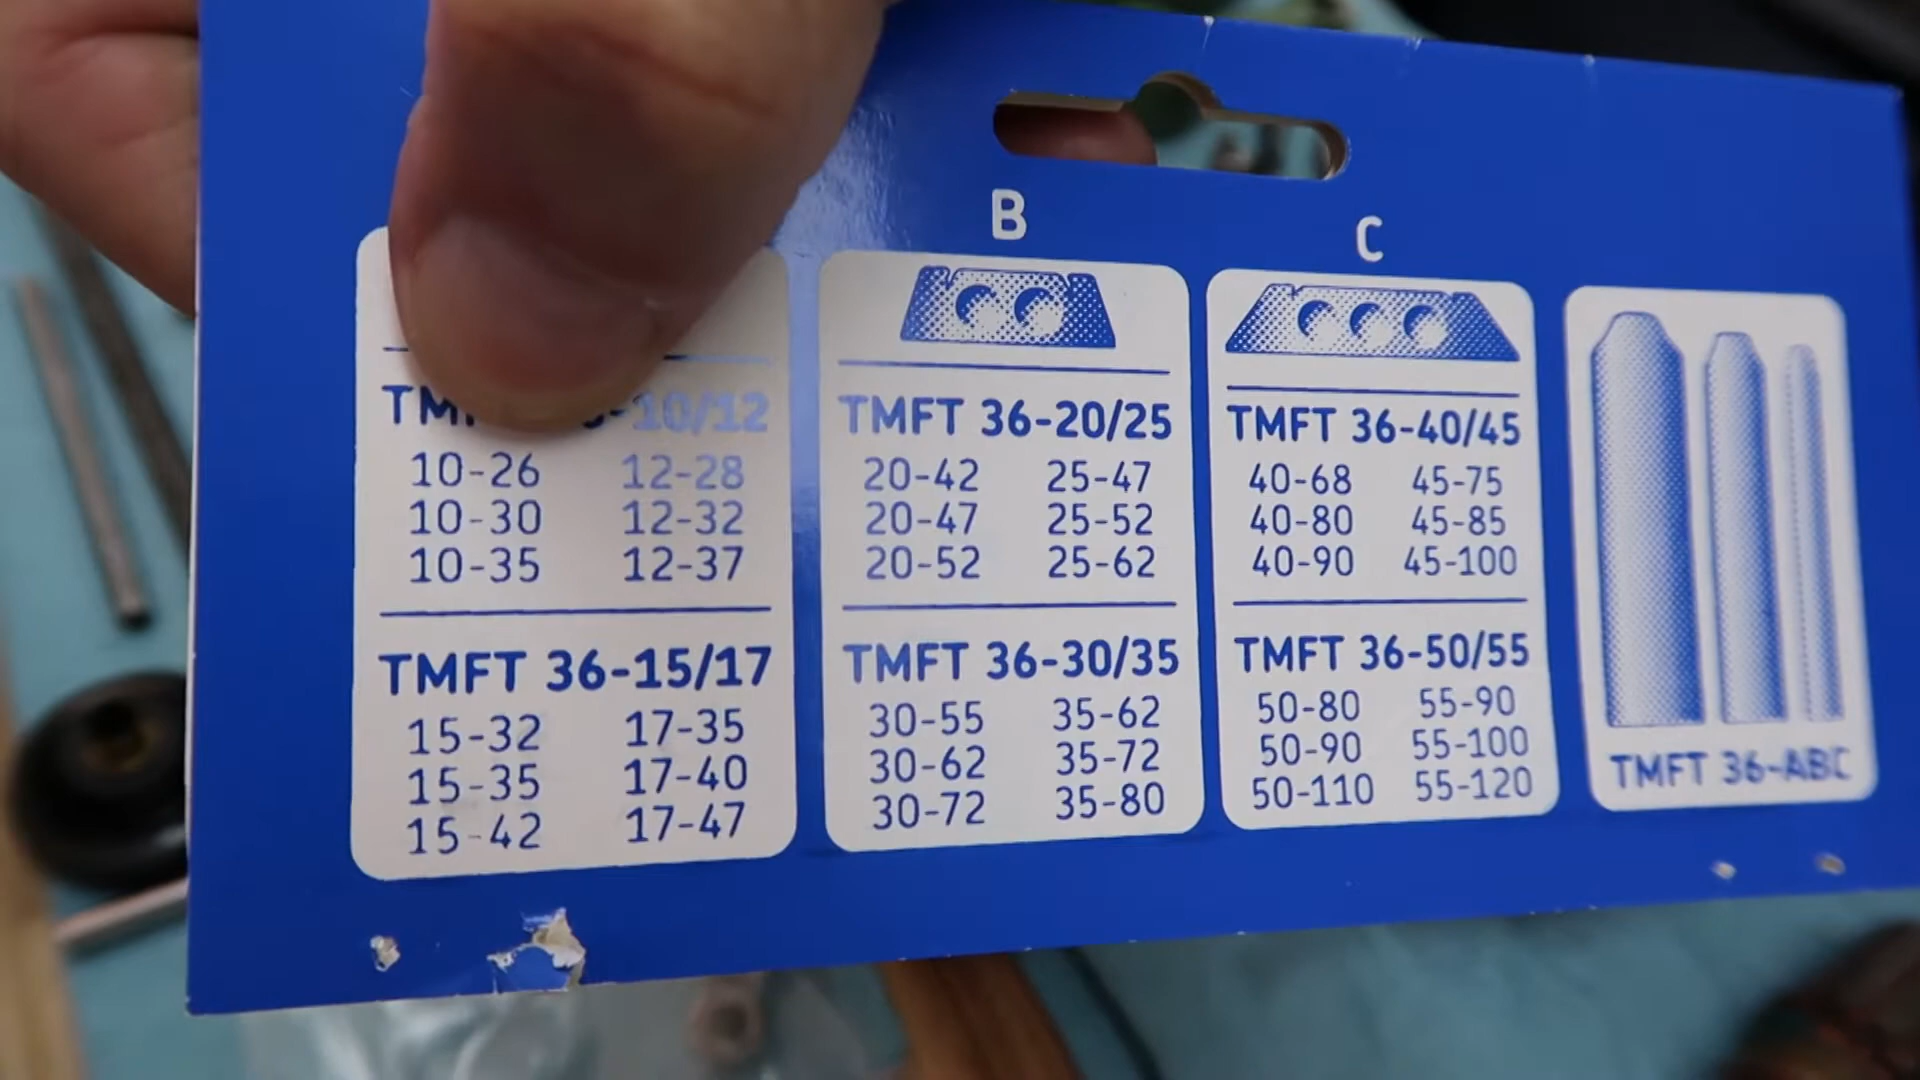 B
C
10/12
10-26 12-28
10-30 12-32
10-35 12-37
TMFT 36-15/17
15-32 17-35
15-35 17-40
15-42 17-47
TMFT 36-20/25
20-42 25-47
20-47 25-52
20-52 25-62
TMFT 36-30/35
30-55 35-62
30-62 35-72
30-72 35-80
TMFT 36-40/45
40-68 45-75
40-80 45-85
40-90 45-100
TMFT 36-50/55
50-80 55-90
50-90 55-100
50-110 55-120
TMFT 36-ABC